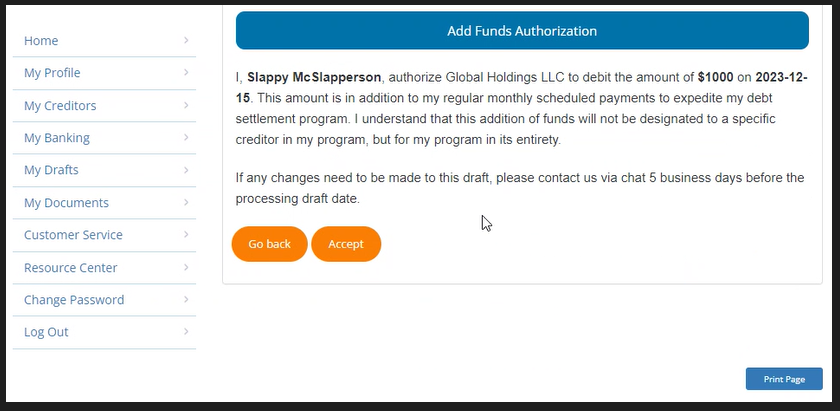 Home
My Profile
My Creditors
My Banking
My Drafts
My Documents
Customer Service
Resource Center
Change Password
Log Out
Add Funds Authorization
I, Slappy McSlapperson, authorize Global Holdings LLC to debit the amount of $1000 on 2023-12-
15. This amount is in addition to my regular monthly scheduled payments to expedite my debt
settlement program. I understand that this addition of funds will not be designated to a specific
creditor in my program, but for my program in its entirety.
If any changes need to be made to this draft, please contact us via chat 5 business days before the
processing draft date.
Go back
Accept
Print Page